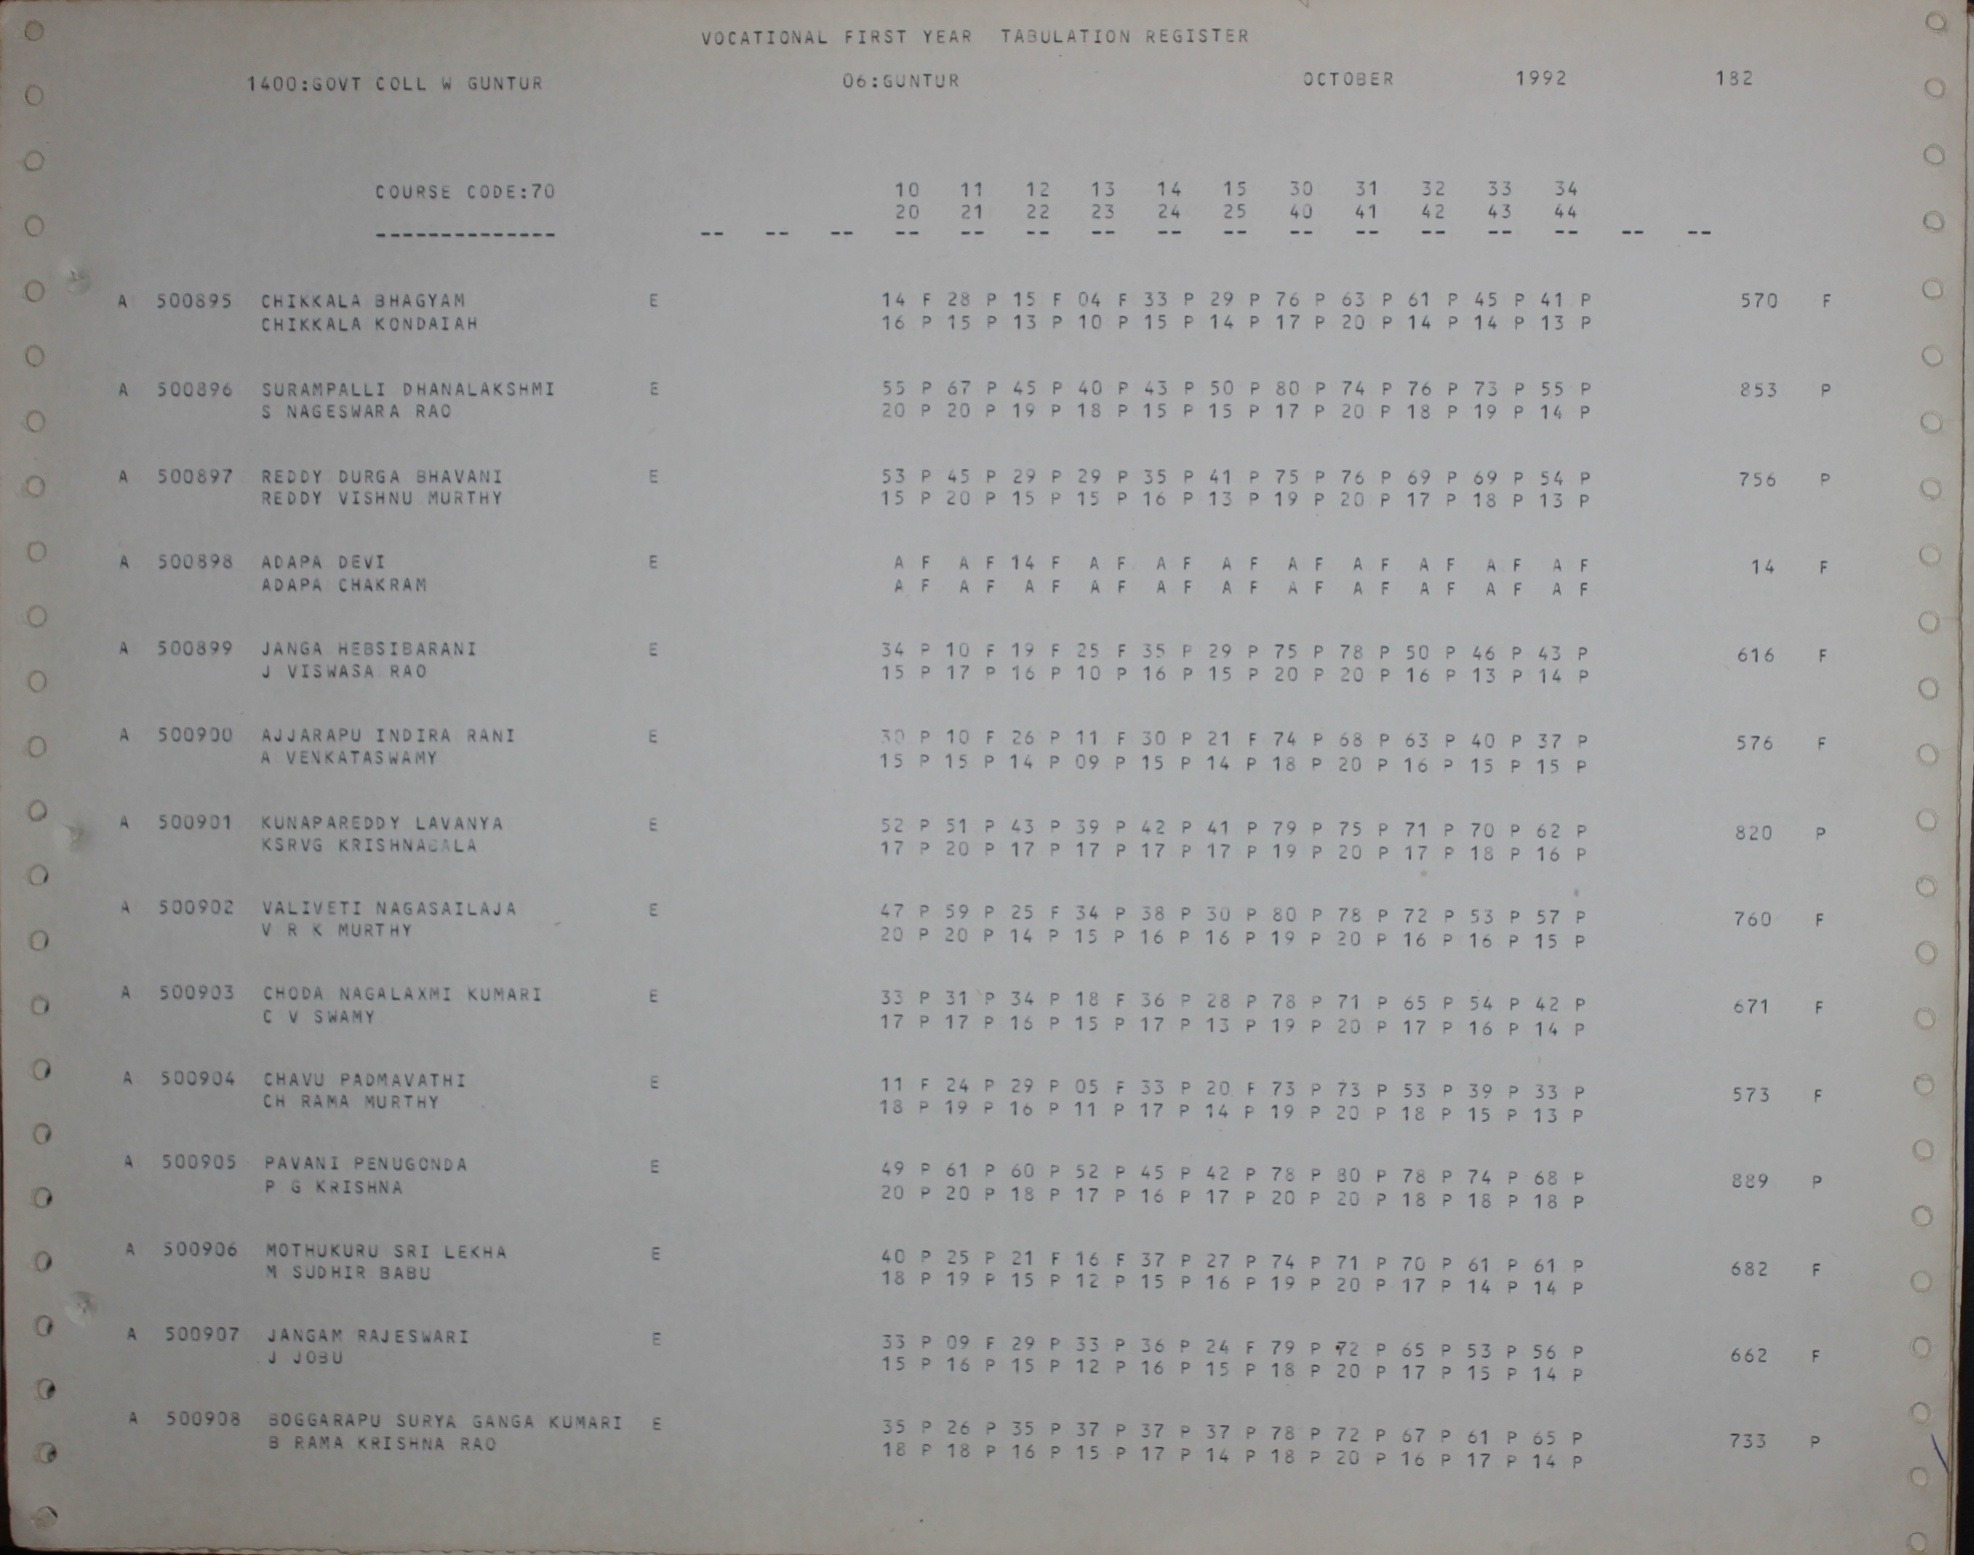 VOCATIONAL FIRST YEAR TABULATION REGISTER
1400:GOVT COLL W GUNTUR 06:GUNTUR OCTOBER 1992 182
COURSE CODE:70 10 11 12 13 14 15 30 31 32 33 34
20 21 22 23 24 25 40 41 42 43 44
-------------- -- -- -- -- -- -- -- -- -- -- -- -- -- -- -- --
A 500895 CHIKKALA BHAGYAM E 14 F 28 P 15 F 04 F 33 P 29 P 76 P 63 P 61 P 45 P 41 P 570 F
CHIKKALA KONDAIAH 16 P 15 P 13 P 10 P 15 P 14 P 17 P 20 P 14 P 14 P 13 P
A 500896 SURAMPALLI DHANALAKSHMI E 55 P 67 P 45 P 40 P 43 P 50 P 80 P 74 P 76 P 73 P 55 P 853 P
S NAGESWARA RAO 20 P 20 P 19 P 18 P 15 P 15 P 17 P 20 P 18 P 19 P 14 P
A 500897 REDDY DURGA BHAVANI E 53 P 45 P 29 P 29 P 35 P 41 P 75 P 76 P 69 P 69 P 54 P 756 P
REDDY VISHNU MURTHY 15 P 20 P 15 P 15 P 16 P 13 P 19 P 20 P 17 P 18 P 13 P
A 500898 ADAPA DEVI E A F A F 14 F A F A F A F A F A F A F A F A F 14 F
ADAPA CHAKRAM A F A F A F A F A F A F A F A F A F A F A F
A 500899 JANGA HEBSIBARANI E 34 P 10 F 19 F 25 F 35 P 29 P 75 P 78 P 50 P 46 P 43 P 616 F
J VISWASA RAO 15 P 17 P 16 P 10 P 16 P 15 P 20 P 20 P 16 P 13 P 14 P
A 500900 AJJARAPU INDIRA RANI E 30 P 10 F 26 P 11 F 30 P 21 F 74 P 68 P 63 P 40 P 37 P 576 F
A VENKATASWAMY 15 P 15 P 14 P 09 P 15 P 14 P 18 P 20 P 16 P 15 P 15 P
A 500901 KUNAPAREDDY LAVANYA E 52 P 51 P 43 P 39 P 42 P 41 P 79 P 75 P 71 P 70 P 62 P 820 P
KSRVG KRISHNABALA 17 P 20 P 17 P 17 P 17 P 17 P 19 P 20 P 17 P 18 P 16 P
A 500902 VALIVETI NAGASAILAJA E 47 P 59 P 25 F 34 P 38 P 30 P 80 P 78 P 72 P 53 P 57 P 760 F
V R K MURTHY 20 P 20 P 14 P 15 P 16 P 16 P 19 P 20 P 16 P 16 P 15 P
A 500903 CHODA NAGALAXMI KUMARI E 33 P 31 P 34 P 18 F 36 P 28 P 78 P 71 P 65 P 54 P 42 P 671 F
C V SWAMY 17 P 17 P 16 P 15 P 17 P 13 P 19 P 20 P 17 P 16 P 14 P
A 500904 CHAVU PADMAVATHI E 11 F 24 P 29 P 05 F 33 P 20 F 73 P 73 P 53 P 39 P 33 P 573 F
CH RAMA MURTHY 18 P 19 P 16 P 11 P 17 P 14 P 19 P 20 P 18 P 15 P 13 P
A 500905 PAVANI PENUGONDA E 49 P 61 P 60 P 52 P 45 P 42 P 78 P 80 P 78 P 74 P 68 P 889 P
P G KRISHNA 20 P 20 P 18 P 17 P 16 P 17 P 20 P 20 P 18 P 18 P 18 P
A 500906 MOTHUKURU SRI LEKHA E 40 P 25 P 21 F 16 F 37 P 27 P 74 P 71 P 70 P 61 P 61 P 682 F
M SUDHIR BABU 18 P 19 P 15 P 12 P 15 P 16 P 19 P 20 P 17 P 14 P 14 P
A 500907 JANGAM RAJESWARI E 33 P 09 F 29 P 33 P 36 P 24 F 79 P 72 P 65 P 53 P 56 P 662 F
J JOBU 15 P 16 P 15 P 12 P 16 P 15 P 18 P 20 P 17 P 15 P 14 P
A 500908 BOGGARAPU SURYA GANGA KUMARI E 35 P 26 P 35 P 37 P 37 P 37 P 78 P 72 P 67 P 61 P 65 P 733 P
B RAMA KRISHNA RAO 18 P 18 P 16 P 15 P 17 P 14 P 18 P 20 P 16 P 17 P 14 P